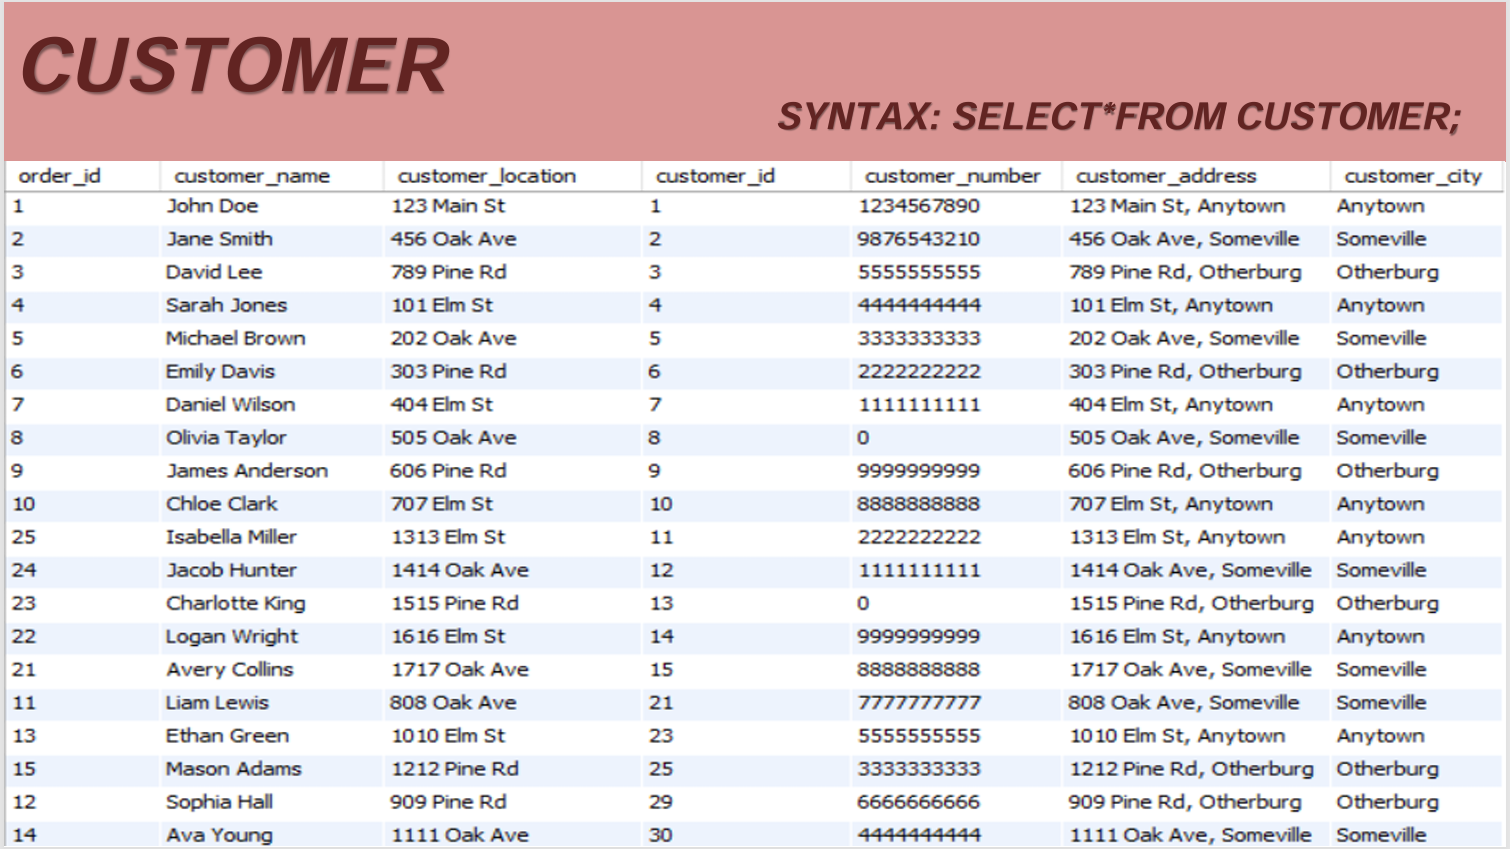 CUSTOMER
SYNTAX: SELECT*FROM CUSTOMER;
order_id customer_name customer_location customer_id customer_number customer_address customer_city
1 John Doe 123 Main St 1 1234567890 123 Main St, Anytown Anytown
2 Jane Smith 456 Oak Ave 2 9876543210 456 Oak Ave, Someville Someville
3 David Lee 789 Pine Rd 3 5555555555 789 Pine Rd, Otherburg Otherburg
4 Sarah Jones 101 Elm St 4 4444444444 101 Elm St, Anytown Anytown
5 Michael Brown 202 Oak Ave 5 3333333333 202 Oak Ave, Someville Someville
6 Emily Davis 303 Pine Rd 6 2222222222 303 Pine Rd, Otherburg Otherburg
7 Daniel Wilson 404 Elm St 7 1111111111 404 Elm St, Anytown Anytown
8 Olivia Taylor 505 Oak Ave 8 0 505 Oak Ave, Someville Someville
9 James Anderson 606 Pine Rd 9 9999999999 606 Pine Rd, Otherburg Otherburg
10 Chloe Clark 707 Elm St 10 8888888888 707 Elm St, Anytown Anytown
25 Isabella Miller 1313 Elm St 11 2222222222 1313 Elm St, Anytown Anytown
24 Jacob Hunter 1414 Oak Ave 12 1111111111 1414 Oak Ave, Someville Someville
23 Charlotte King 1515 Pine Rd 13 0 1515 Pine Rd, Otherburg Otherburg
22 Logan Wright 1616 Elm St 14 9999999999 1616 Elm St, Anytown Anytown
21 Avery Collins 1717 Oak Ave 15 8888888888 1717 Oak Ave, Someville Someville
11 Liam Lewis 808 Oak Ave 21 7777777777 808 Oak Ave, Someville Someville
13 Ethan Green 1010 Elm St 23 5555555555 1010 Elm St, Anytown Anytown
15 Mason Adams 1212 Pine Rd 25 3333333333 1212 Pine Rd, Otherburg Otherburg
12 Sophia Hall 909 Pine Rd 29 6666666666 909 Pine Rd, Otherburg Otherburg
14 Ava Young 1111 Oak Ave 30 4444444444 1111 Oak Ave, Someville Someville